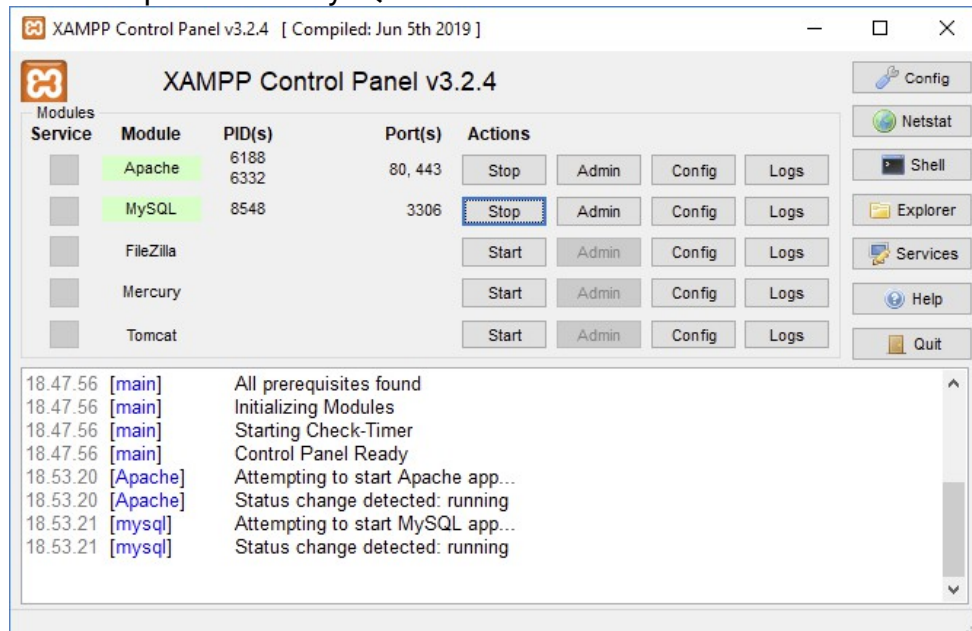 XAMPP Control Panel v3.2.4 [ Compiled: Jun 5th 2019 ]
XAMPP Control Panel v3.2.4
Config
Modules
Service Module PID(s) Port(s) Actions
Netstat
Apache 6188 6332 80, 443 Stop Admin Config Logs
Shell
MySQL 8548 3306 Stop Admin Config Logs
Explorer
FileZilla Start Admin Config Logs
Services
Mercury Start Admin Config Logs
Help
Tomcat Start Admin Config Logs
Quit
18.47.56 [main] All prerequisites found
18.47.56 [main] Initializing Modules
18.47.56 [main] Starting Check-Timer
18.47.56 [main] Control Panel Ready
18.53.20 [Apache] Attempting to start Apache app...
18.53.20 [Apache] Status change detected: running
18.53.21 [mysql] Attempting to start MySQL app...
18.53.21 [mysql] Status change detected: running